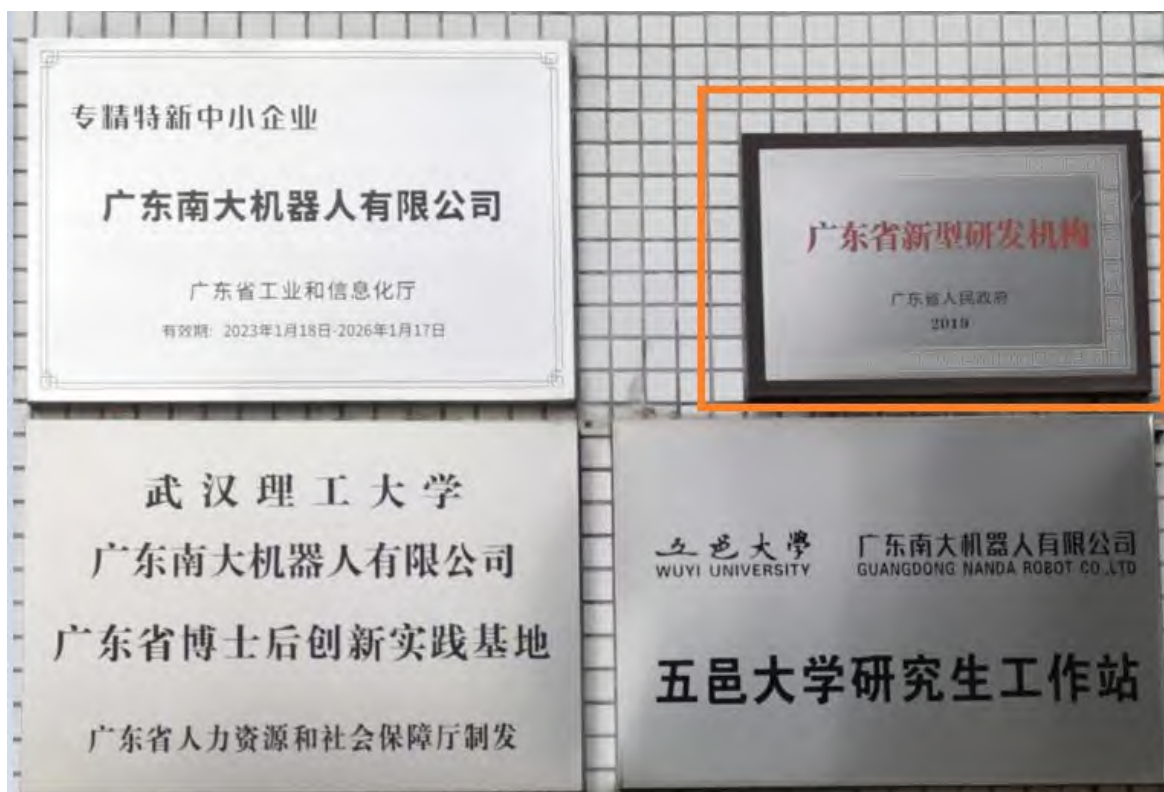 专精特新中小企业
广东南大机器人有限公司
广东省工业和信息化厅
有效期：2023年1月18日-2026年1月17日
广东省新型研发机构
广东省人民政府
2019
武汉理工大学
广东南大机器人有限公司
广东省博士后创新实践基地
广东省人力资源和社会保障厅制发
五邑大學 广东南大机器人有限公司
WUYI UNIVERSITY GUANGDONG NANDA ROBOT CO.,LTD
五邑大学研究生工作站